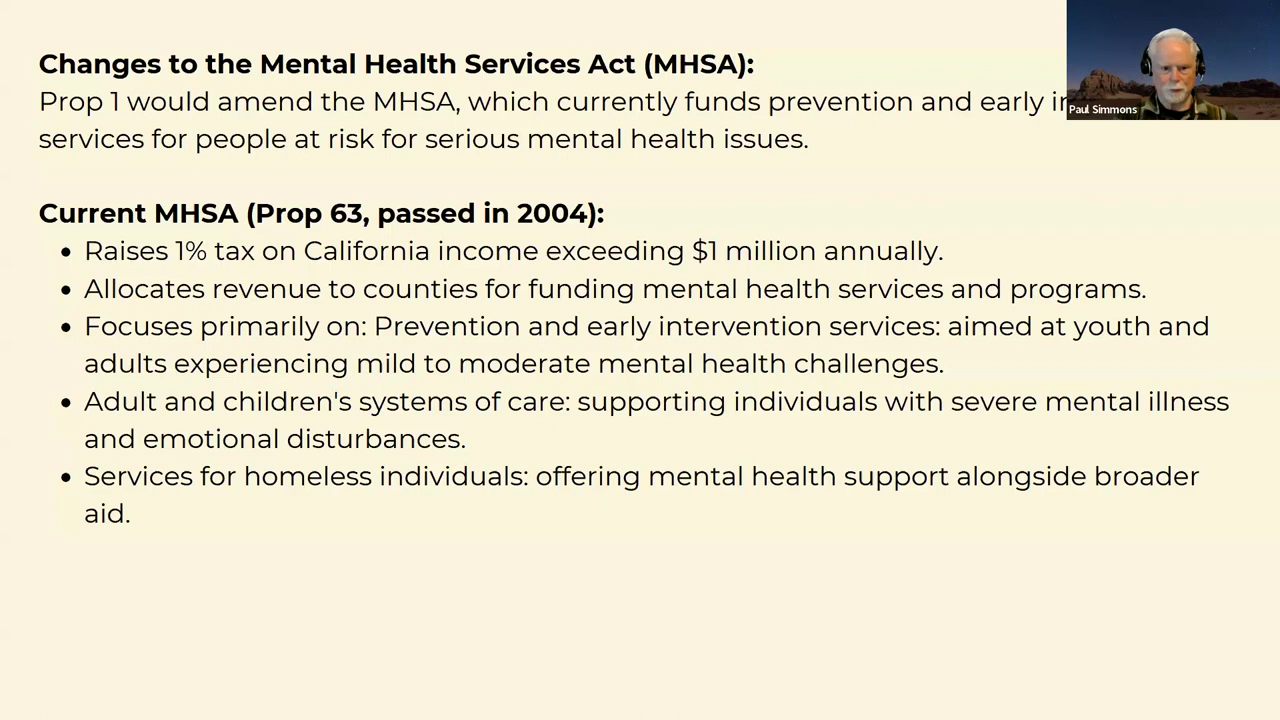 Changes to the Mental Health Services Act (MHSA):
Prop 1 would amend the MHSA, which currently funds prevention and early
services for people at risk for serious mental health issues.
Current MHSA (Prop 63, passed in 2004):
• Raises 1% tax on California income exceeding $1 million annually.
• Allocates revenue to counties for funding mental health services and programs.
• Focuses primarily on: Prevention and early intervention services: aimed at youth and
adults experiencing mild to moderate mental health challenges.
• Adult and children's systems of care: supporting individuals with severe mental illness
and emotional disturbances.
• Services for homeless individuals: offering mental health support alongside broader
aid.
Paul Simmons